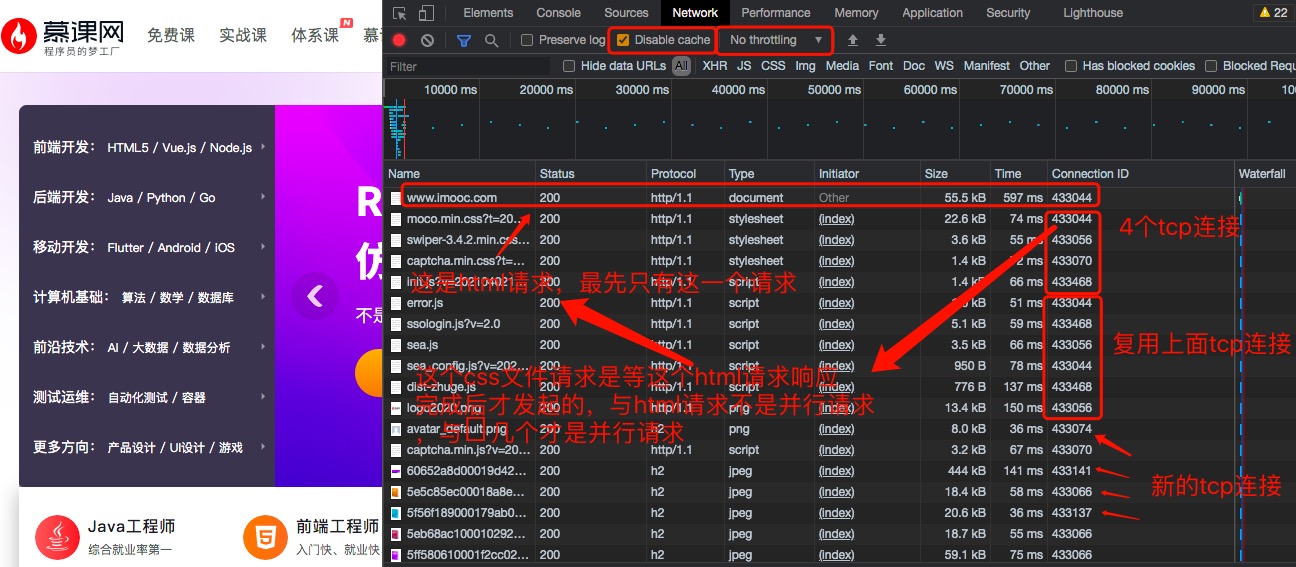 慕课网
程序员的梦工厂
免费课 实战课 体系课 N
Elements Console Sources Network Performance Memory Application Security Lighthouse 22
Preserve log Disable cache No throttling
Filter Hide data URLs All XHR JS CSS Img Media Font Doc WS Manifest Other Has blocked cookies Blocked Requ
10000 ms 20000 ms 30000 ms 40000 ms 50000 ms 60000 ms 70000 ms 80000 ms 90000 ms
前端开发： HTML5 / Vue.js / Node.js
后端开发： Java / Python / Go
移动开发： Flutter / Android / iOS
计算机基础： 算法 / 数学 / 数据库
前沿技术： AI / 大数据 / 数据分析
测试运维： 自动化测试 / 容器
更多方向： 产品设计 / UI设计 / 游戏
不是
Java工程师
综合就业率第一
前端工程师
入门快、就业快
Name Status Protocol Type Initiator Size Time Connection ID Waterfall
www.imooc.com 200 http/1.1 document Other 55.5 kB 597 ms 433044
moco.min.css?t=20... 200 http/1.1 stylesheet (index) 22.6 kB 74 ms 433044
swiper-3.4.2.min.css... 200 http/1.1 stylesheet (index) 3.6 kB 55 ms 433056
captcha.min.css?t=... 200 http/1.1 stylesheet (index) 1.4 kB 433070
init.js?v=202104021... 200 http/1.1 script (index) 1.4 kB 66 ms 433468
error.js 200 http/1.1 script (index) kB 51 ms 433044
ssologin.js?v=2.0 200 http/1.1 script (index) 5.1 kB 59 ms 433468
sea.js 200 http/1.1 script (index) 3.5 kB 66 ms 433056
sea_config.js?v=202... 200 http/1.1 script (index) 950 B 78 ms 433044
dist-zhuge.js 200 http/1.1 script (index) 776 B 137 ms 433468
logo2020.png 200 http/1.1 png (index) 13.4 kB 150 ms 433056
avatar_default.png 200 h2 png (index) 8.0 kB 36 ms 433074
captcha.min.js?v=20... 200 http/1.1 script (index) 3.2 kB 67 ms 433070
60652a8d00019d42... 200 h2 jpeg (index) 444 kB 141 ms 433141
5e5c85ec00018a8e... 200 h2 jpeg (index) 18.4 kB 58 ms 433066
5f56f189000179ab0... 200 h2 jpeg (index) 20.6 kB 36 ms 433137
5eb68ac100010292... 200 h2 jpeg (index) 18.7 kB 55 ms 433066
5ff580610001f2cc02... 200 h2 jpeg (index) 59.1 kB 75 ms 433066
4个tcp连接
这是html请求，最先只有这一个请求
复用上面tcp连接
这个css文件请求是等这个html请求响应
完成后才发起的，与html请求不是并行请求
，与 几个才是并行请求
新的tcp连接